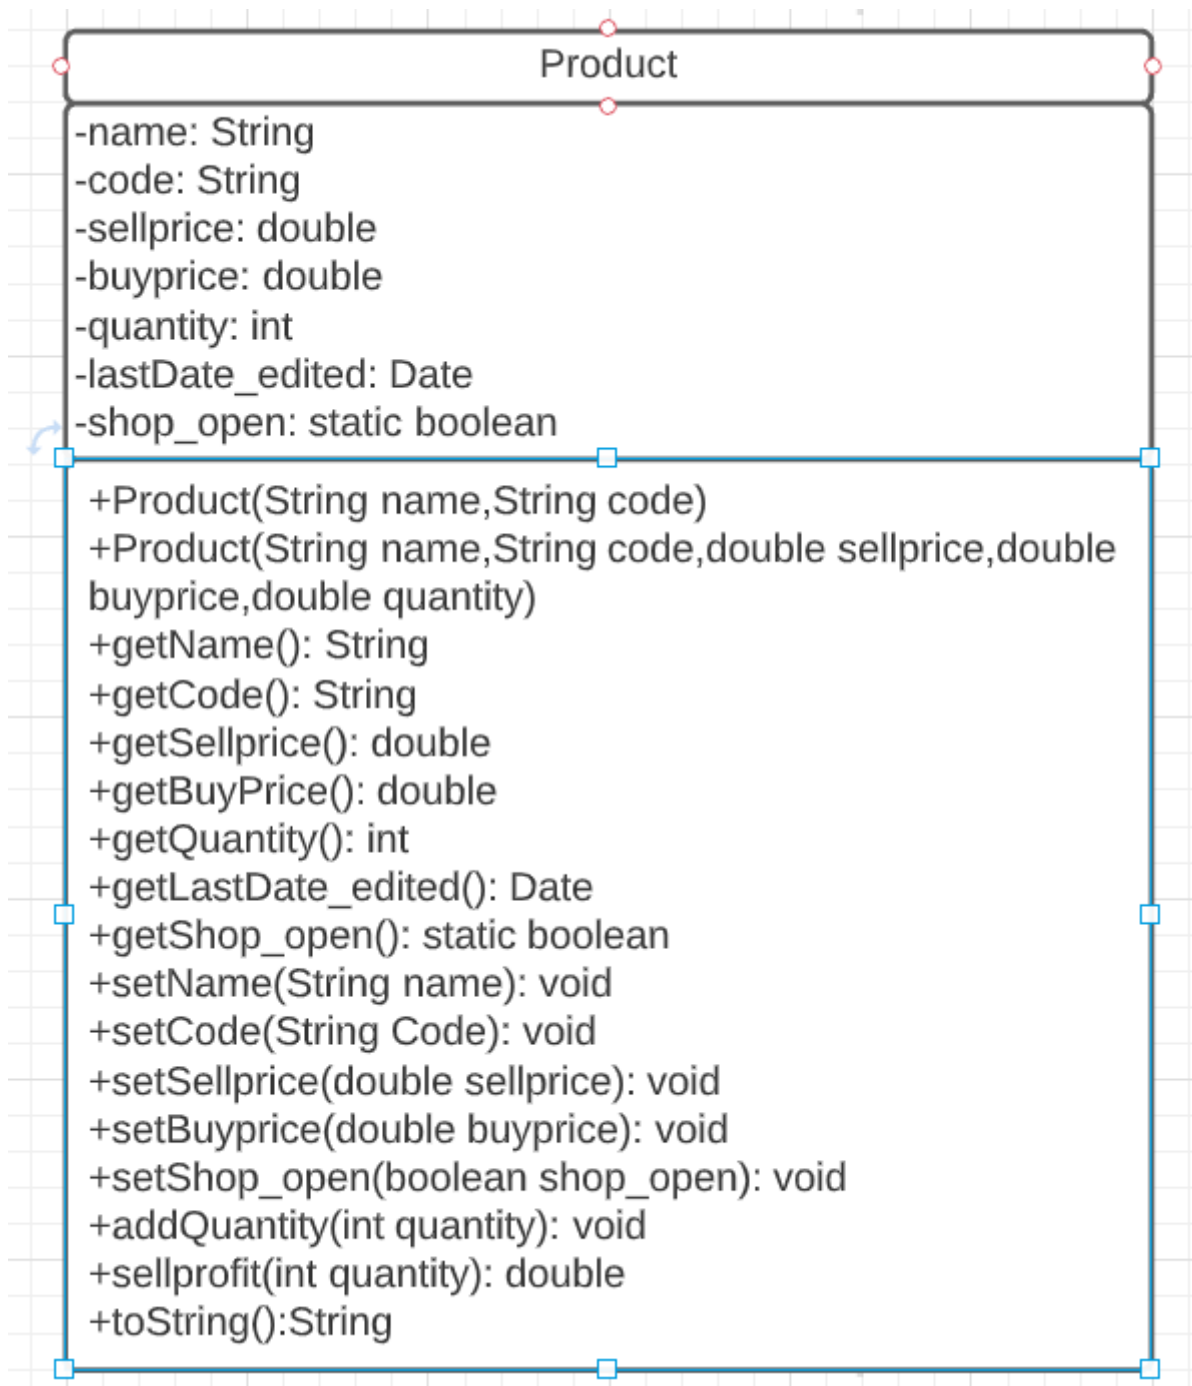 Product
-name: String
-code: String
-sellprice: double
-buyprice: double
-quantity: int
-lastDate_edited: Date
-shop_open: static boolean
+Product(String name,String code)
+Product(String name,String code,double sellprice,double
buyprice,double quantity)
+getName(): String
+getCode(): String
+getSellprice(): double
+getBuyPrice(): double
+getQuantity(): int
+getLastDate_edited(): Date
+getShop_open(): static boolean
+setName(String name): void
+setCode(String Code): void
+setSellprice(double sellprice): void
+setBuyprice(double buyprice): void
+setShop_open(boolean shop_open): void
+addQuantity(int quantity): void
+sellprofit(int quantity): double
+toString():String